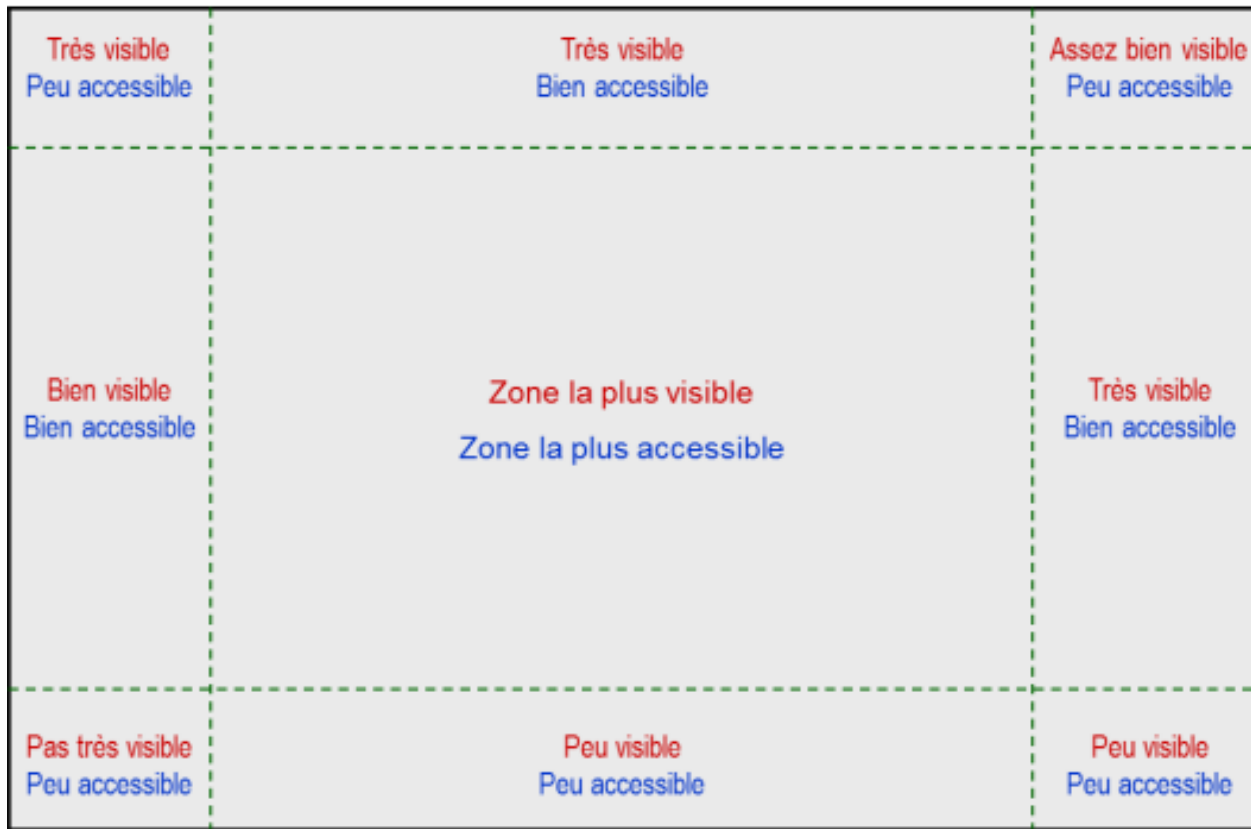 Très visible
Peu accessible
Très visible
Bien accessible
Assez bien visible
Peu accessible
Bien visible
Bien accessible
Zone la plus visible
Zone la plus accessible
Très visible
Bien accessible
Pas très visible
Peu accessible
Peu visible
Peu accessible
Peu visible
Peu accessible